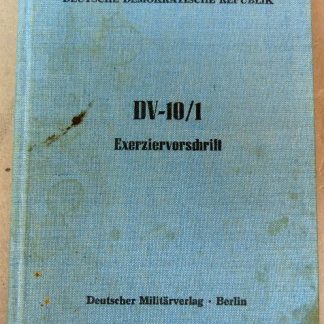 DEUTSCHE DEMOKRATISCHE REPUBLIK
DV-10/1
Exerziervorschrift
Deutscher Militärverlag · Berlin